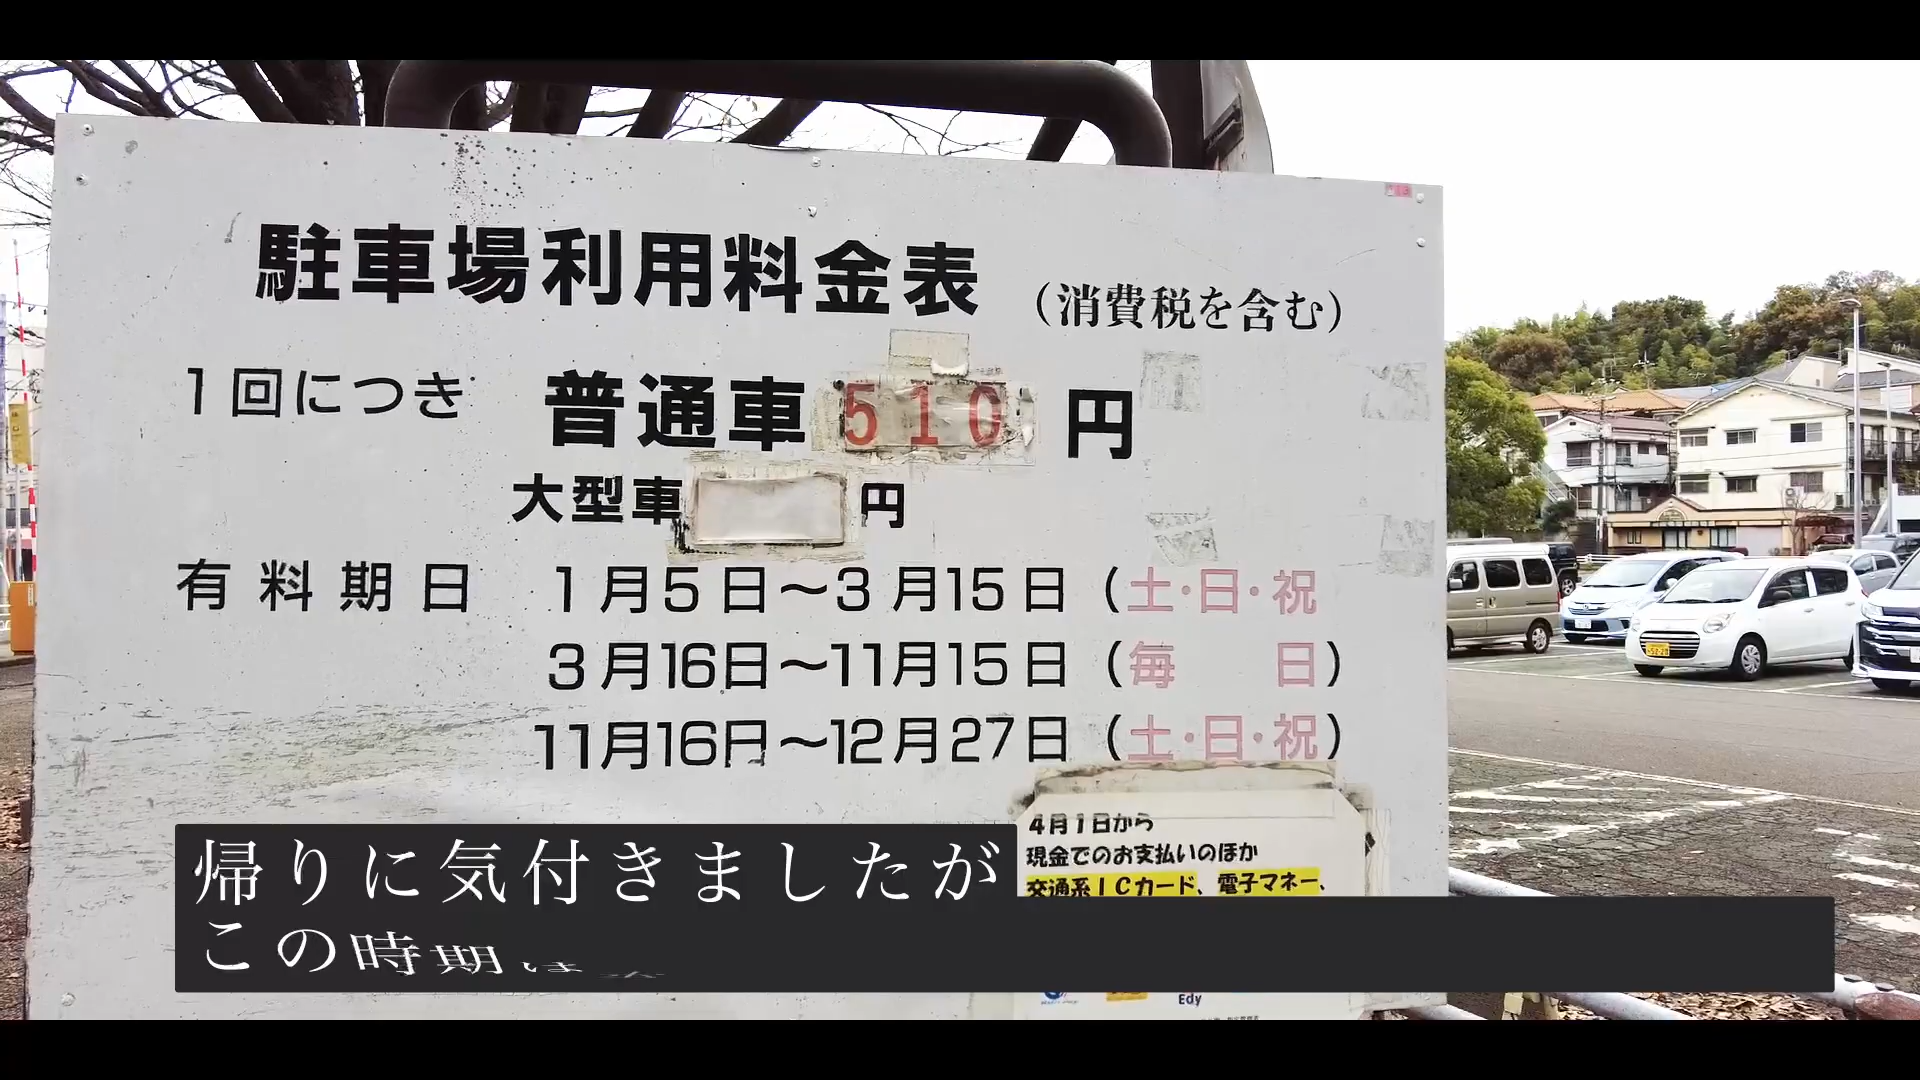 駐車場利用料金表 (消費税を含む)
1回につき 普通車 510 円
大型車 円
有料期日 1月5日～3月15日 (土・日・祝
3月16日～11月15日 (毎 日)
11月16日～12月27日 (土・日・祝)
4月1日から
現金でのお支払いのほか
交通系ICカード、電子マネー、
帰りに気付きましたが
この時期は
Edy